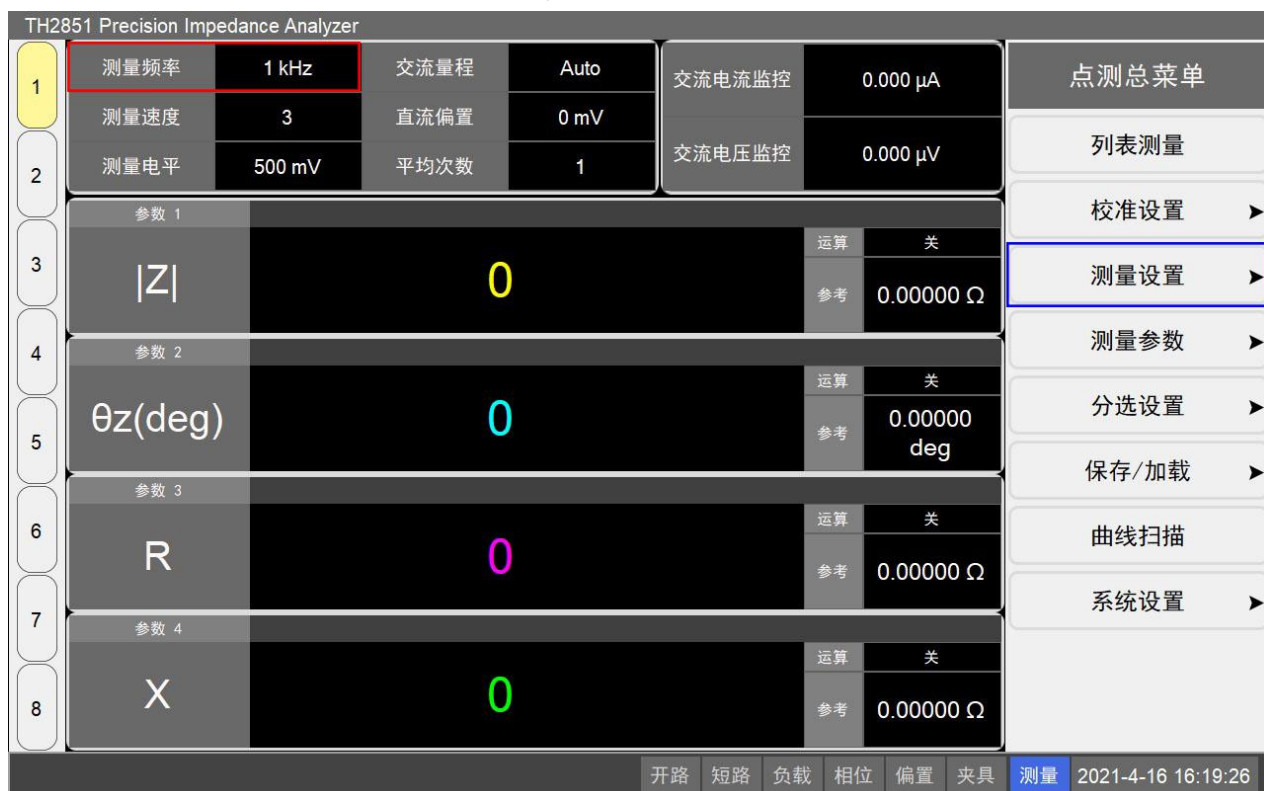 TH2851 Precision Impedance Analyzer
1
2
3
4
5
6
7
8
测量频率 1 kHz 交流量程 Auto
测量速度 3 直流偏置 0 mV
测量电平 500 mV 平均次数 1
交流电流监控 0.000 µA
交流电压监控 0.000 µV
参数 1
|Z| 0
运算 关
参考 0.00000 Ω
参数 2
θz(deg) 0
运算 关
参考 0.00000 deg
参数 3
R 0
运算 关
参考 0.00000 Ω
参数 4
X 0
运算 关
参考 0.00000 Ω
点测总菜单
列表测量
校准设置 ➤
测量设置 ➤
测量参数 ➤
分选设置 ➤
保存/加载 ➤
曲线扫描
系统设置 ➤
开路 短路 负载 相位 偏置 夹具 测量 2021-4-16 16:19:26